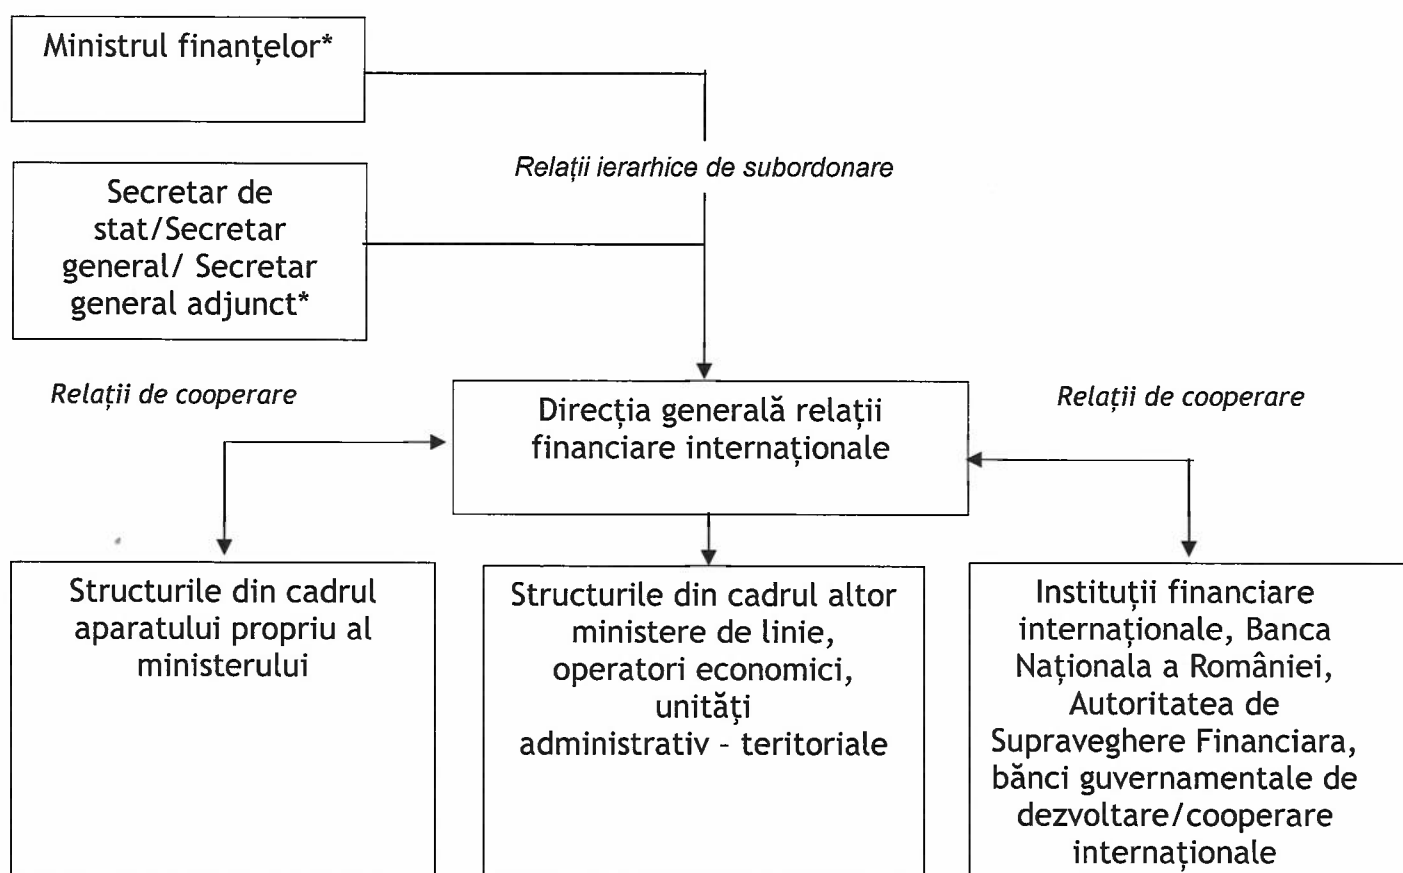 Ministrul finanțelor*
Relații ierarhice de subordonare
Secretar de
stat/Secretar
general/ Secretar
general adjunct*
Relații de cooperare
Direcția generală relații
financiare internaționale
Relații de cooperare
Structurile din cadrul
aparatului propriu al
ministerului
Structurile din cadrul altor
ministere de linie,
operatori economici,
unități
administrativ - teritoriale
Instituții financiare
internaționale, Banca
Naționala a României,
Autoritatea de
Supraveghere Financiara,
bănci guvernamentale de
dezvoltare/cooperare
internaționale